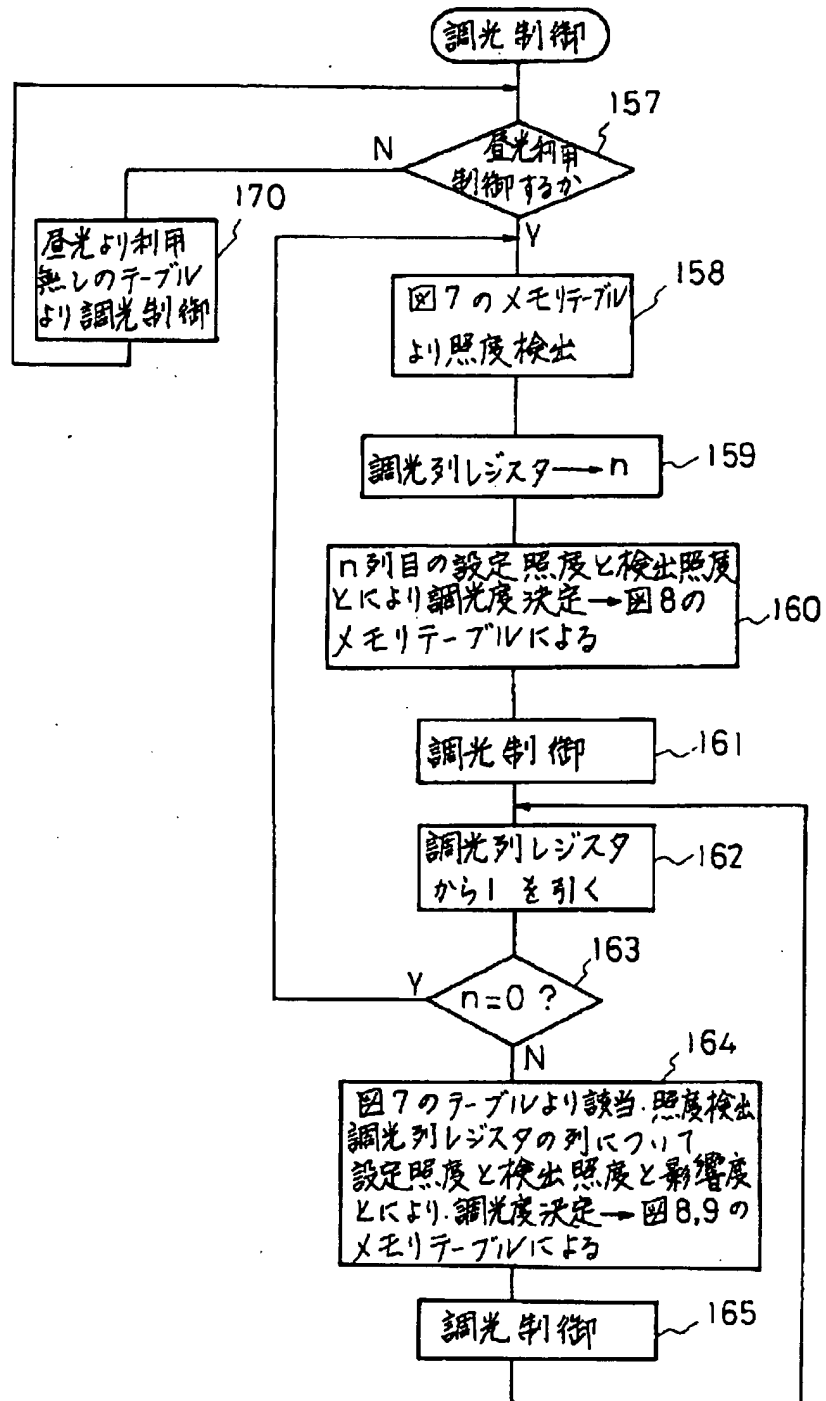 調光制御
157
昼光利用
制御するか
N
Y
170
昼光より利用
無しのテーブル
より調光制御
158
図7のメモリテーブル
より照度検出
159
調光列レジスタ→n
n列目の設定照度と検出照度
とにより調光度決定→図8の
メモリテーブルによる
160
調光制御
161
調光列レジスタ
から1を引く
162
163
Y
n=0?
N
164
図7のテーブルより該当.照度検出
調光列レジスタの列について
設定照度と検出照度と影響度
とにより.調光度決定→図8,9の
メモリテーブルによる
調光制御
165